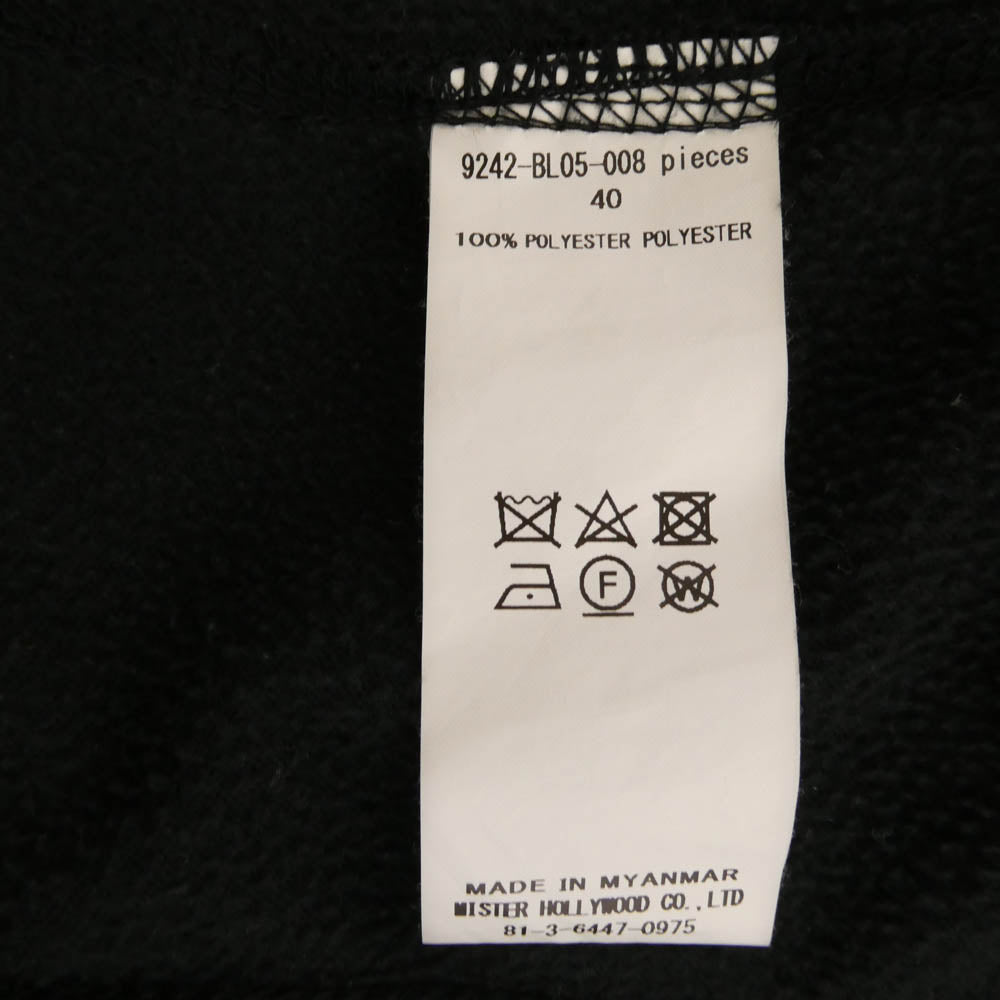 9242-BL05-008 pieces
40
100% POLYESTER POLYESTER
F
W
MADE IN MYANMAR
MISTER HOLLYWOOD CO.,LTD
81-3-6447-0975